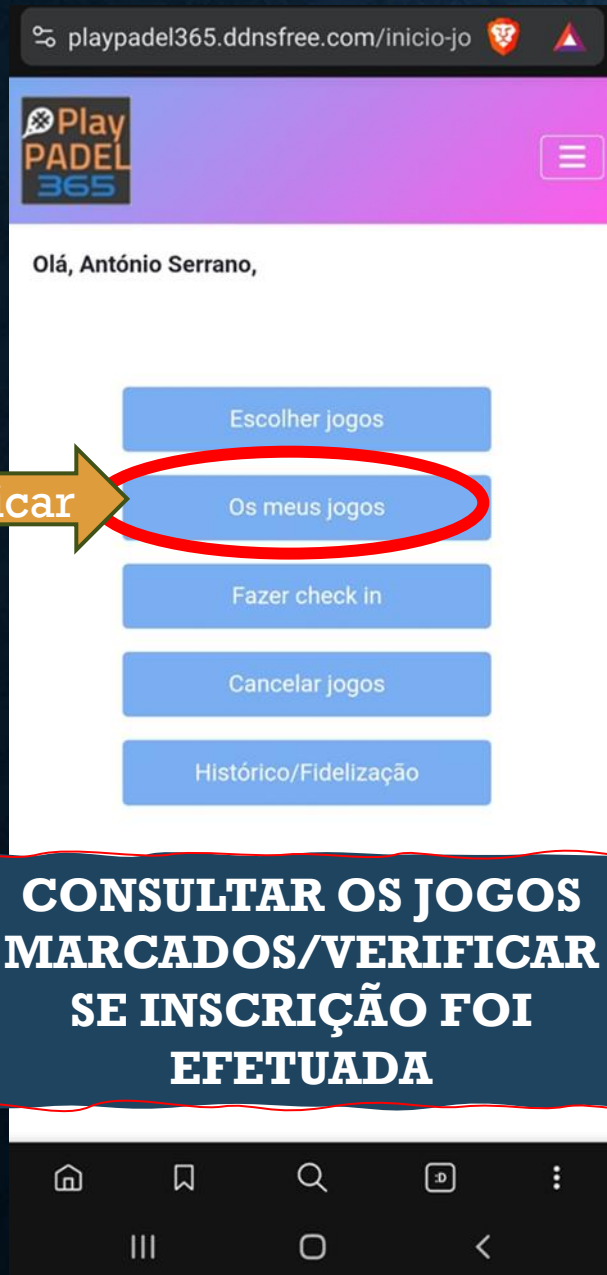 playpadel365.ddnsfree.com/inicio-jo
Play
PADEL
365
Olá, António Serrano,
Escolher jogos
icar
Os meus jogos
Fazer check in
Cancelar jogos
Histórico/Fidelização
CONSULTAR OS JOGOS
MARCADOS/VERIFICAR
SE INSCRIÇÃO FOI
EFETUADA
:D